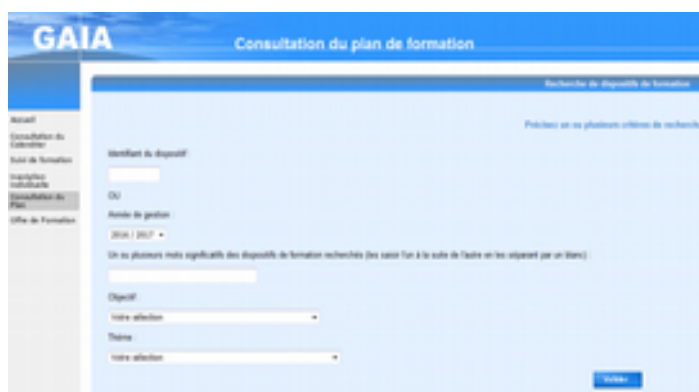 GAIA
Consultation du plan de formation
Recherche de dispositifs de formation
Précisez un ou plusieurs critères de recherche
Accueil
Consultation du
Calendrier
Suivi de formation
Inscription
Individuelle
Consultation du
Plan
Offre de Formation
Identifiant du dispositif :
OU
Année de gestion :
2016 / 2017
Un ou plusieurs mots significatifs des dispositifs de formation recherchés (les saisir l'un à la suite de l'autre en les séparant par un blanc) :
Objectif
Votre sélection
Thème :
Votre sélection
Valider